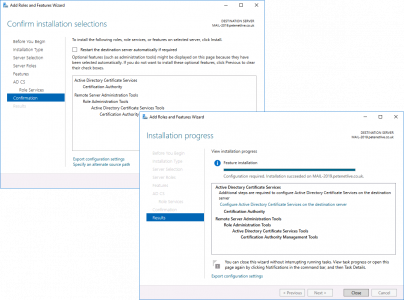 Add Roles and Features Wizard
Confirm installation selections
DESTINATION SERVER
MAIL-2019.petenetlive.co.uk
Before You Begin
Installation Type
Server Selection
Server Roles
Features
AD CS
Role Services
Confirmation
Results
To install the following roles, role services, or features on selected server, click Install.
Restart the destination server automatically if required
Optional features (such as administration tools) might be displayed on this page because they have
been selected automatically. If you do not want to install these optional features, click Previous to clear
their check boxes.
Active Directory Certificate Services
Certification Authority
Remote Server Administration Tools
Role Administration Tools
Active Directory Certificate Services Tools
Certification Authority
Export configuration settings
Specify an alternate source path
Add Roles and Features Wizard
Installation progress
DESTINATION SERVER
MAIL-2019.petenetlive.co.uk
Before You Begin
Installation Type
Server Selection
Server Roles
Features
AD CS
Role Services
Confirmation
Results
View installation progress
Feature installation
Configuration required. Installation succeeded on MAIL-2019.petenetlive.co.uk.
Active Directory Certificate Services
Additional steps are required to configure Active Directory Certificate Services on the destination
server
Configure Active Directory Certificate Services on the destination server
Certification Authority
Remote Server Administration Tools
Role Administration Tools
Active Directory Certificate Services Tools
Certification Authority Management Tools
You can close this wizard without interrupting running tasks. View task progress or open this
page again by clicking Notifications in the command bar, and then Task Details.
Export configuration settings
< Previous
Next >
Close
Cancel